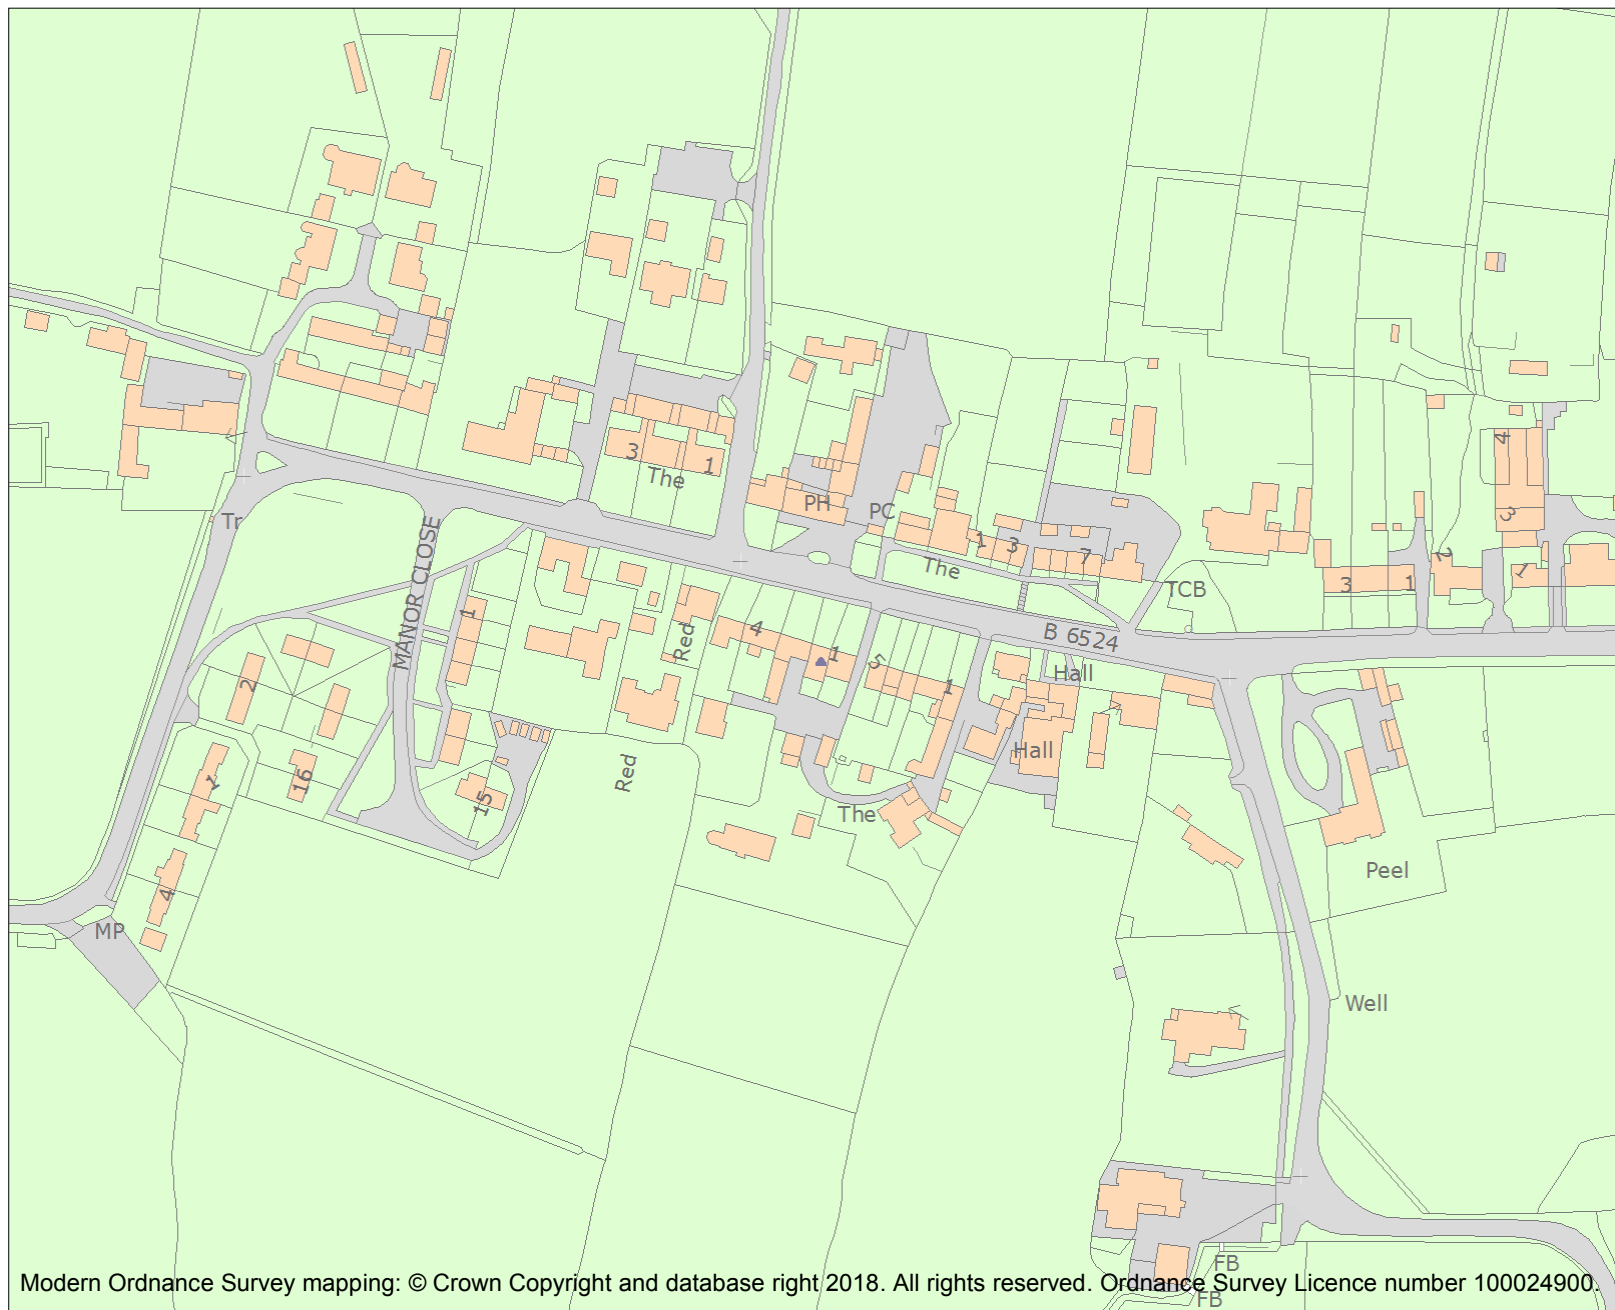 4
3
1
The
3
PH
PC
Tr
1
3
7
2
The
3
1
1
TCB
MANOR CLOSE
1
4
Red
1
5
B 6524
Hall
1
2
Hall
Red
1
16
15
The
Peel
4
MP
Well
FB
Modern Ordnance Survey mapping: © Crown Copyright and database right 2018. All rights reserved. Ordnance Survey Licence number 100024900.
FB